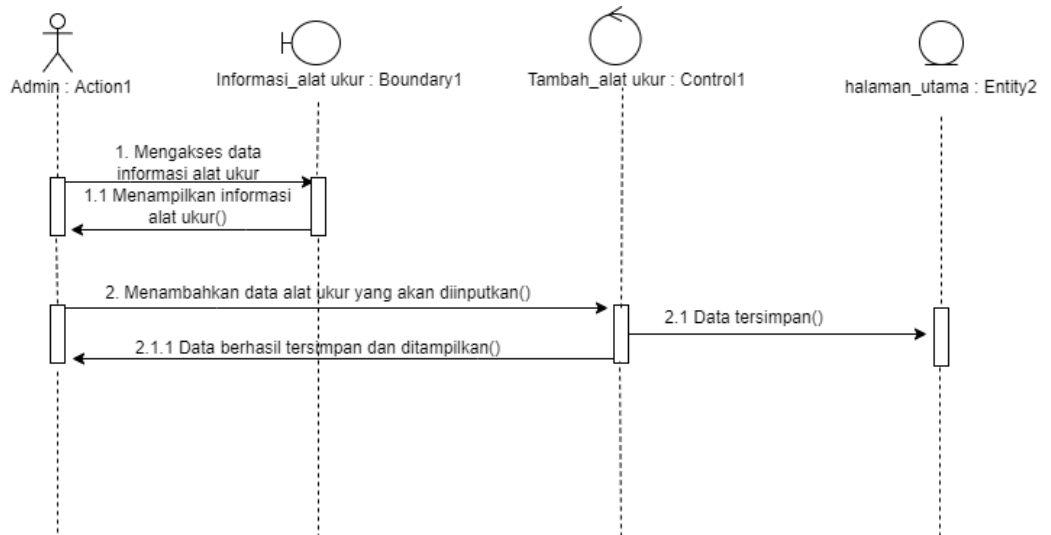 Admin : Action1
Informasi_alat ukur : Boundary1
Tambah_alat ukur : Control1
halaman_utama : Entity2
1. Mengakses data
informasi alat ukur
1.1 Menampilkan informasi
alat ukur()
2. Menambahkan data alat ukur yang akan diinputkan()
2.1 Data tersimpan()
2.1.1 Data berhasil tersimpan dan ditampilkan()